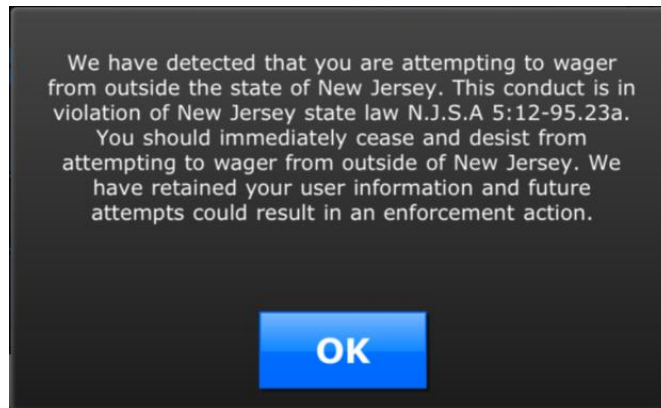 We have detected that you are attempting to wager
from outside the state of New Jersey. This conduct is in
violation of New Jersey state law N.J.S.A 5:12-95.23a.
You should immediately cease and desist from
attempting to wager from outside of New Jersey. We
have retained your user information and future
attempts could result in an enforcement action.
OK